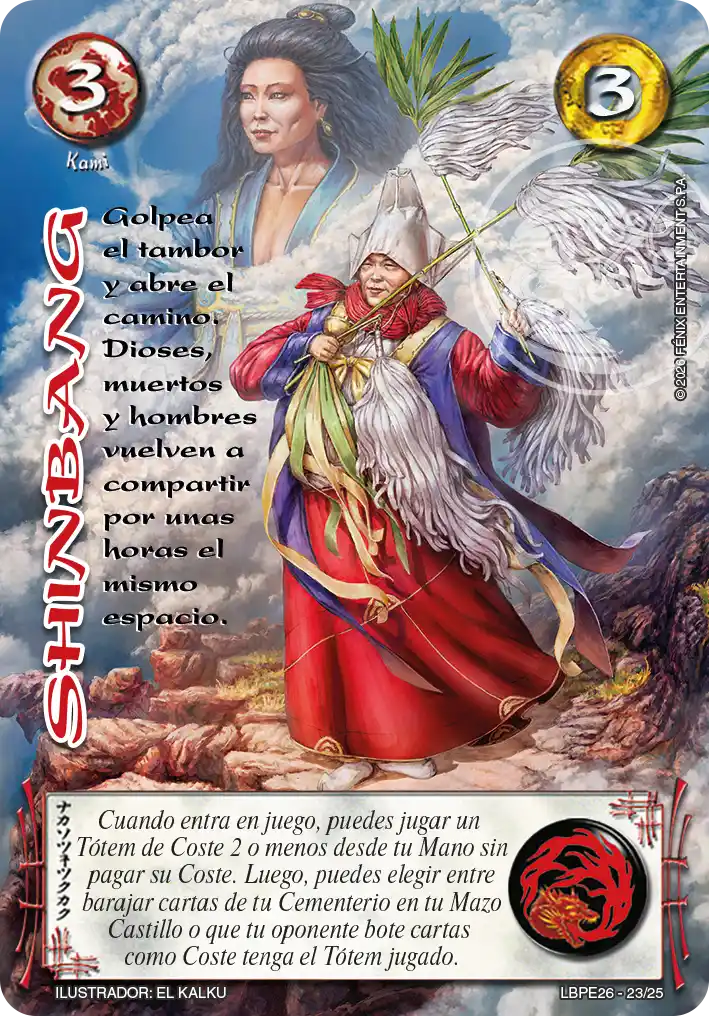 3
3
Kami
SHINBANG
Golpea
el tambor
y abre el
camino.
Dioses,
muertos
y hombres
vuelven a
compartir
por unas
horas el
mismo
espacio.
© 2026 FÉNIX ENTERTAINMENT S.P.A.
ナカソツネツクカク
Cuando entra en juego, puedes jugar un
Tótem de Coste 2 o menos desde tu Mano sin
pagar su Coste. Luego, puedes elegir entre
barajar cartas de tu Cementerio en tu Mazo
Castillo o que tu oponente bote cartas
como Coste tenga el Tótem jugado.
ILUSTRADOR: EL KALKU
LBPE26 - 23/25